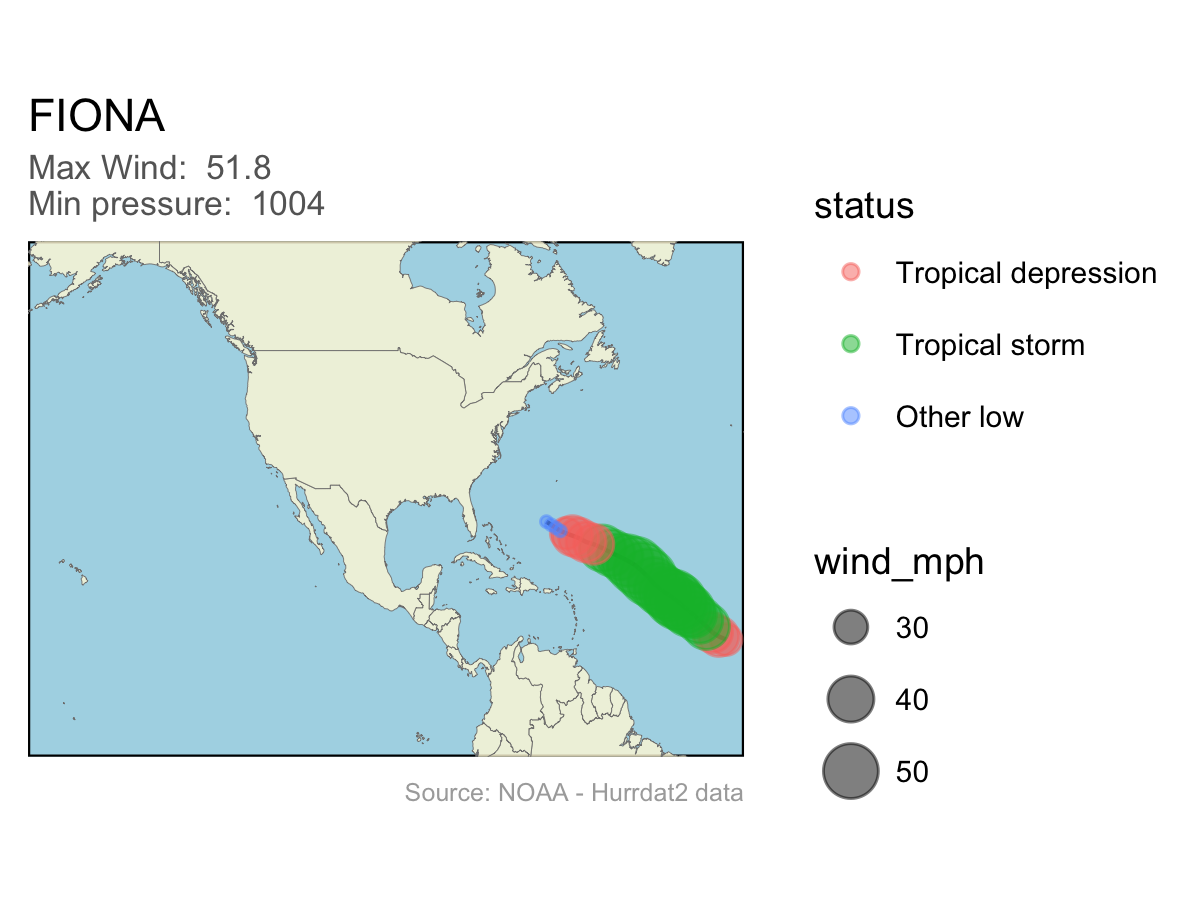 FIONA
Max Wind:  51.8
Min pressure:  1004
status
Tropical depression
Tropical storm
Other low
wind_mph
30
40
50
Source: NOAA - Hurrdat2 data